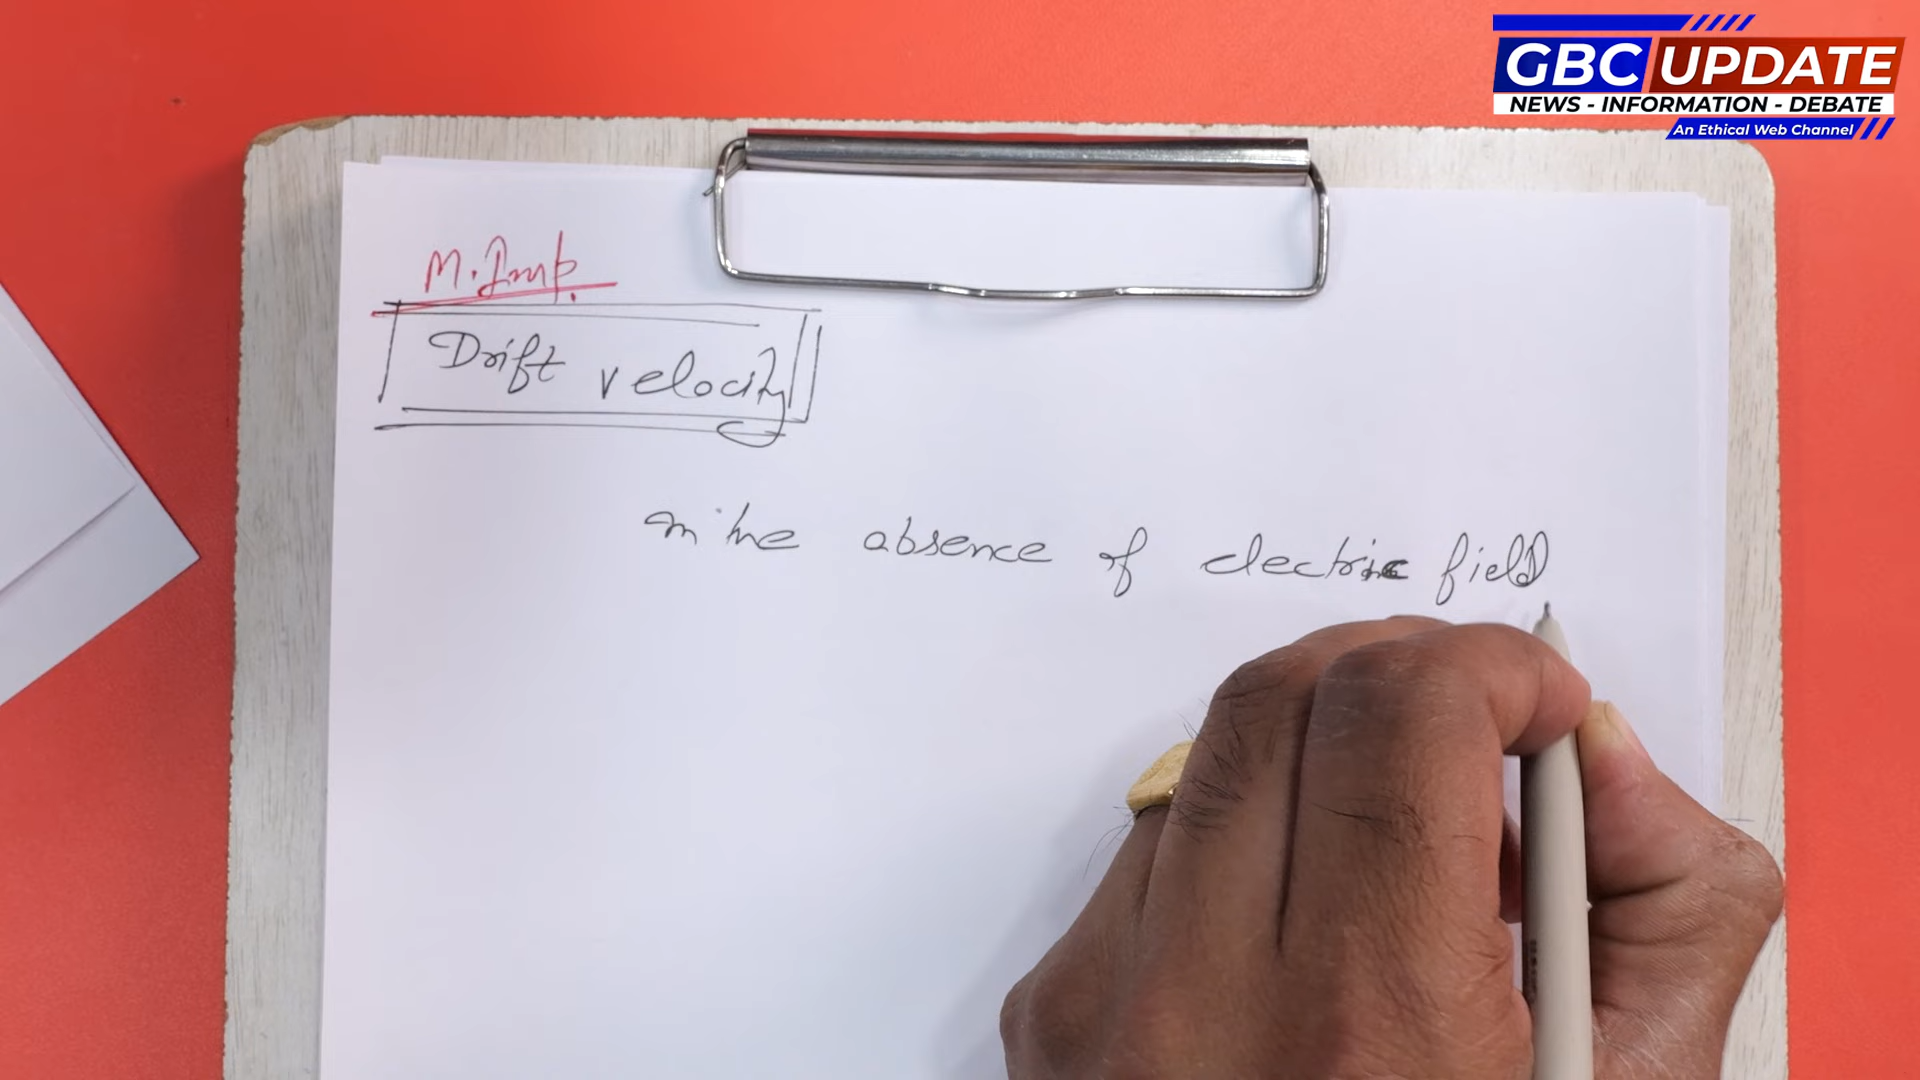 GBC UPDATE
NEWS - INFORMATION - DEBATE
An Ethical Web Channel
M. Imp.
Drift velocity
In the absence of electric field